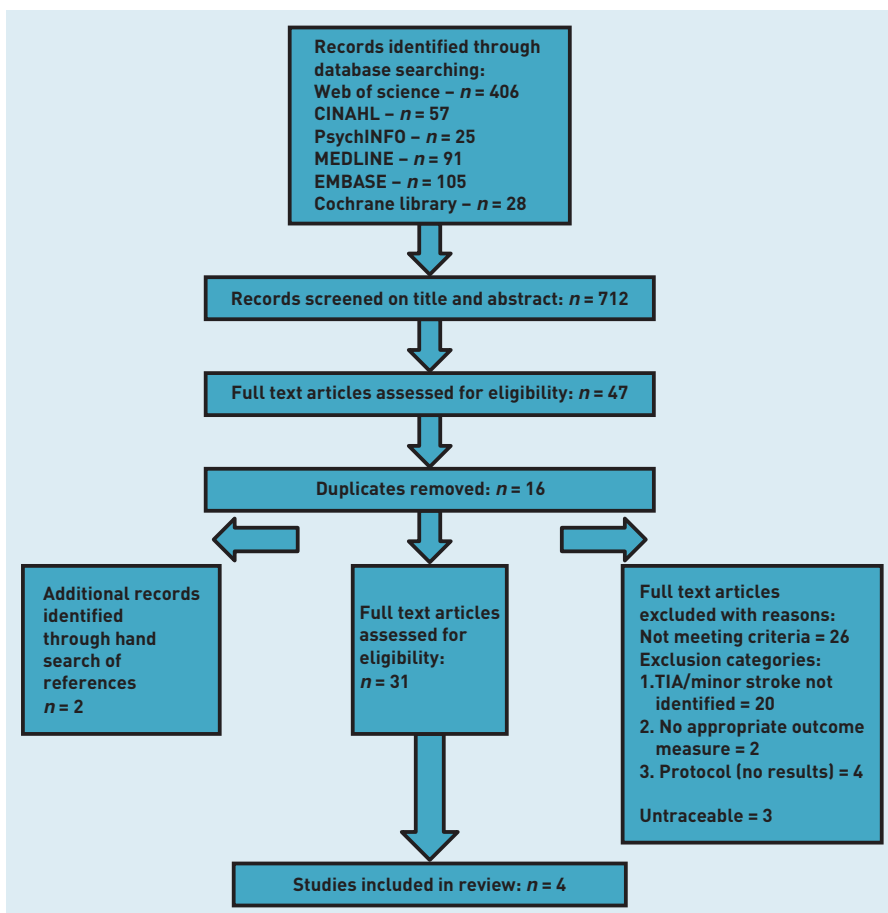 Records identified through
database searching:
Web of science – n = 406
CINAHL – n = 57
PsychINFO – n = 25
MEDLINE – n = 91
EMBASE – n = 105
Cochrane library – n = 28
Records screened on title and abstract: n = 712
Full text articles assessed for eligibility: n = 47
Duplicates removed: n = 16
Additional records
identified
through hand
search of
references
n = 2
Full text articles
assessed for
eligibility:
n = 31
Full text articles
excluded with reasons:
Not meeting criteria = 26
Exclusion categories:
1.TIA/minor stroke not
identified = 20
2. No appropriate outcome
measure = 2
3. Protocol (no results) = 4
Untraceable = 3
Studies included in review: n = 4